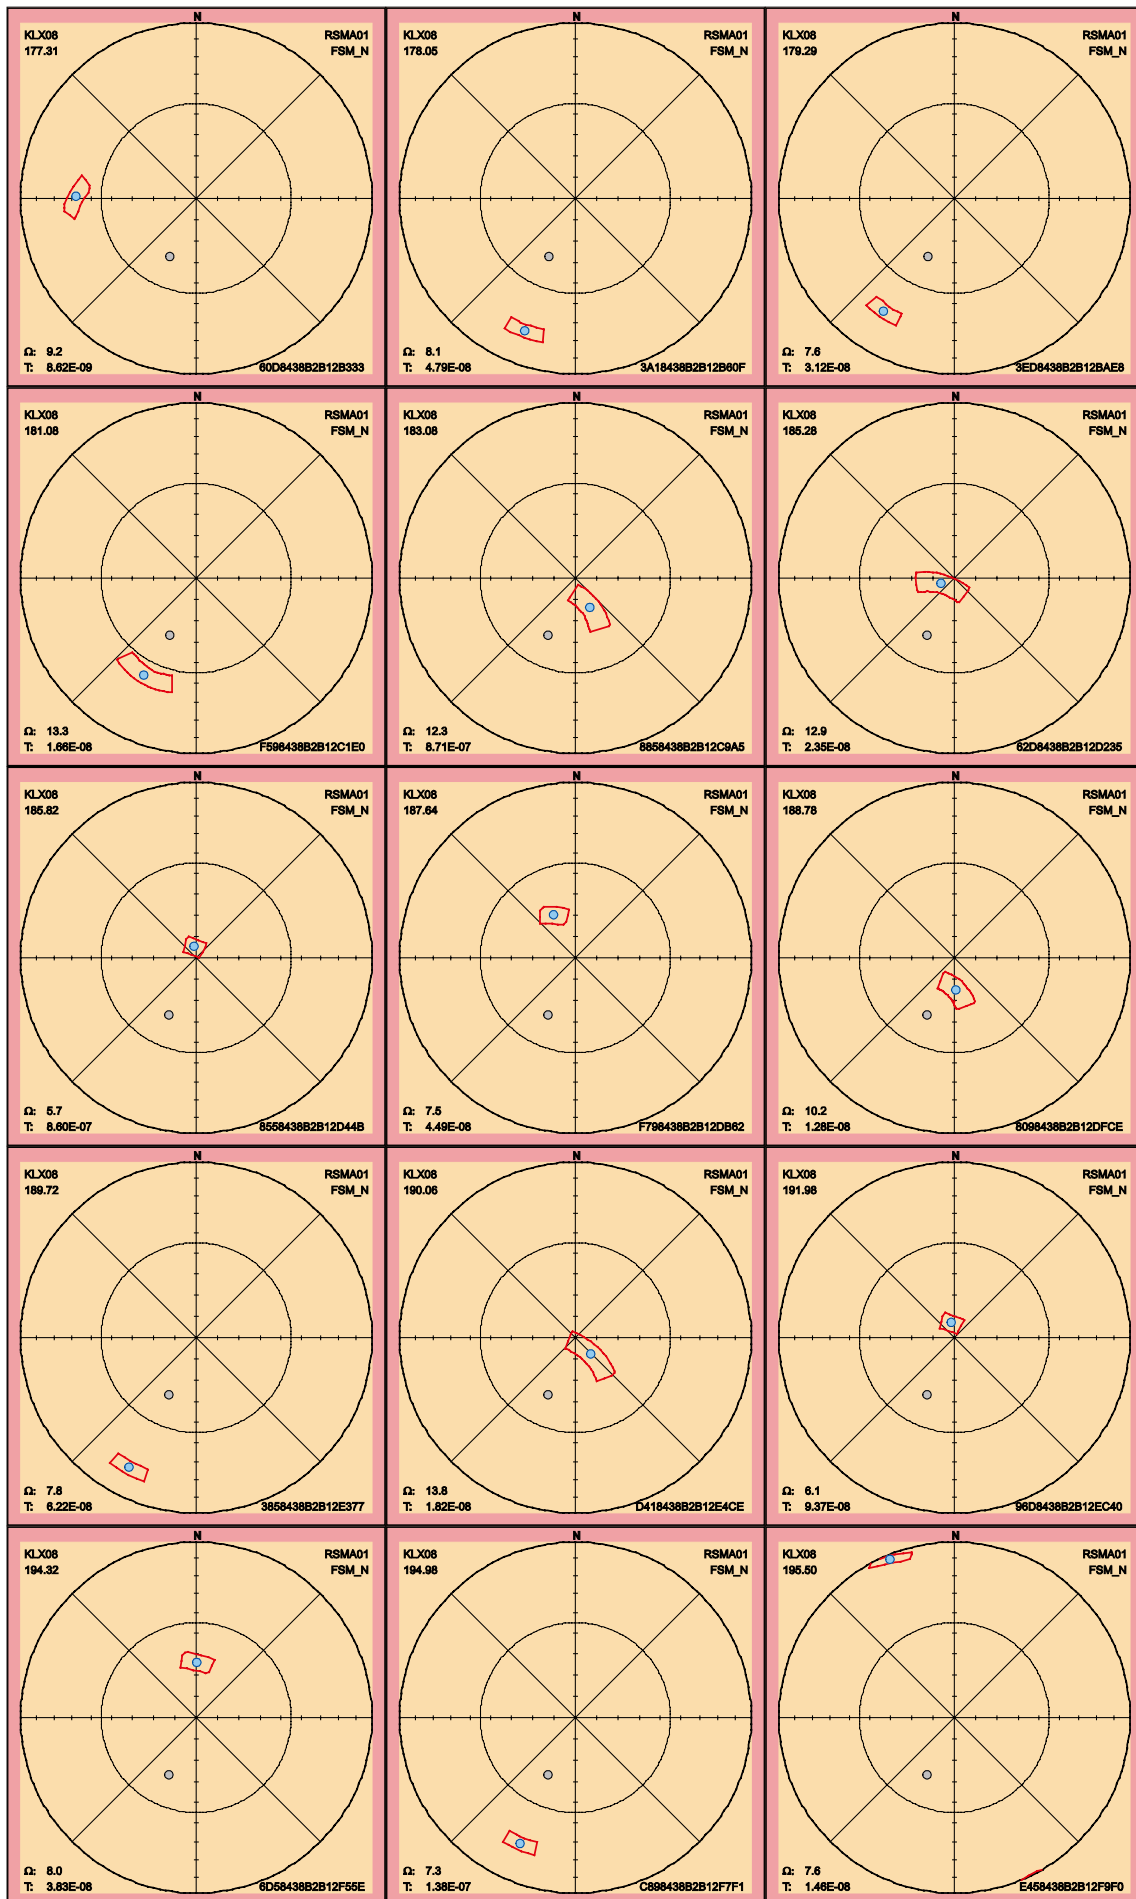 N
KLX08 RSMA01
177.31 FSM_N
Ω: 9.2
T: 8.62E-09 60D8438B2B12B333
N
KLX08 RSMA01
178.05 FSM_N
Ω: 8.1
T: 4.79E-08 3A18438B2B12B60F
N
KLX08 RSMA01
179.29 FSM_N
Ω: 7.6
T: 3.12E-08 3ED8438B2B12BAE8
N
KLX08 RSMA01
181.08 FSM_N
Ω: 13.3
T: 1.66E-08 F598438B2B12C1E0
N
KLX08 RSMA01
183.08 FSM_N
Ω: 12.3
T: 8.71E-07 8858438B2B12C9A5
N
KLX08 RSMA01
185.28 FSM_N
Ω: 12.9
T: 2.35E-08 62D8438B2B12D235
N
KLX08 RSMA01
185.82 FSM_N
Ω: 5.7
T: 8.60E-07 8558438B2B12D44B
N
KLX08 RSMA01
187.64 FSM_N
Ω: 7.5
T: 4.49E-08 F798438B2B12DB62
N
KLX08 RSMA01
188.78 FSM_N
Ω: 10.2
T: 1.28E-08 8098438B2B12DFCE
N
KLX08 RSMA01
189.72 FSM_N
Ω: 7.8
T: 6.22E-08 3858438B2B12E377
N
KLX08 RSMA01
190.06 FSM_N
Ω: 13.8
T: 1.82E-08 D418438B2B12E4CE
N
KLX08 RSMA01
191.98 FSM_N
Ω: 6.1
T: 9.37E-08 96D8438B2B12EC40
N
KLX08 RSMA01
194.32 FSM_N
Ω: 8.0
T: 3.83E-08 6D58438B2B12F55E
N
KLX08 RSMA01
194.98 FSM_N
Ω: 7.3
T: 1.38E-07 C898438B2B12F7F1
N
KLX08 RSMA01
195.50 FSM_N
Ω: 7.6
T: 1.46E-08 E458438B2B12F9F0